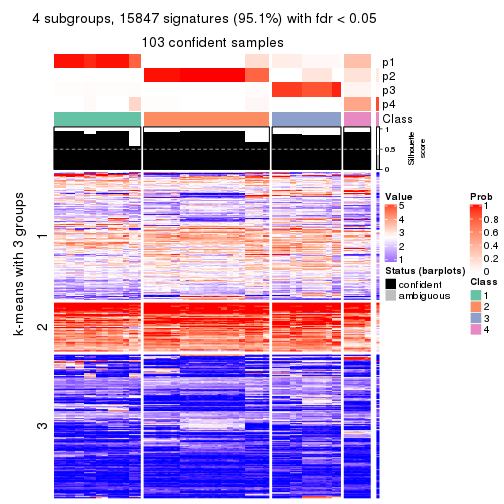 4 subgroups, 15847 signatures (95.1%) with fdr < 0.05
103 confident samples
p1
p2
p3
p4
Class
1
0.5
0
Silhouette
score
k-means with 3 groups
1
2
3
Value
5
4
3
2
1
Status (barplots)
confident
ambiguous
Prob
1
0.8
0.6
0.4
0.2
0
Class
1
2
3
4